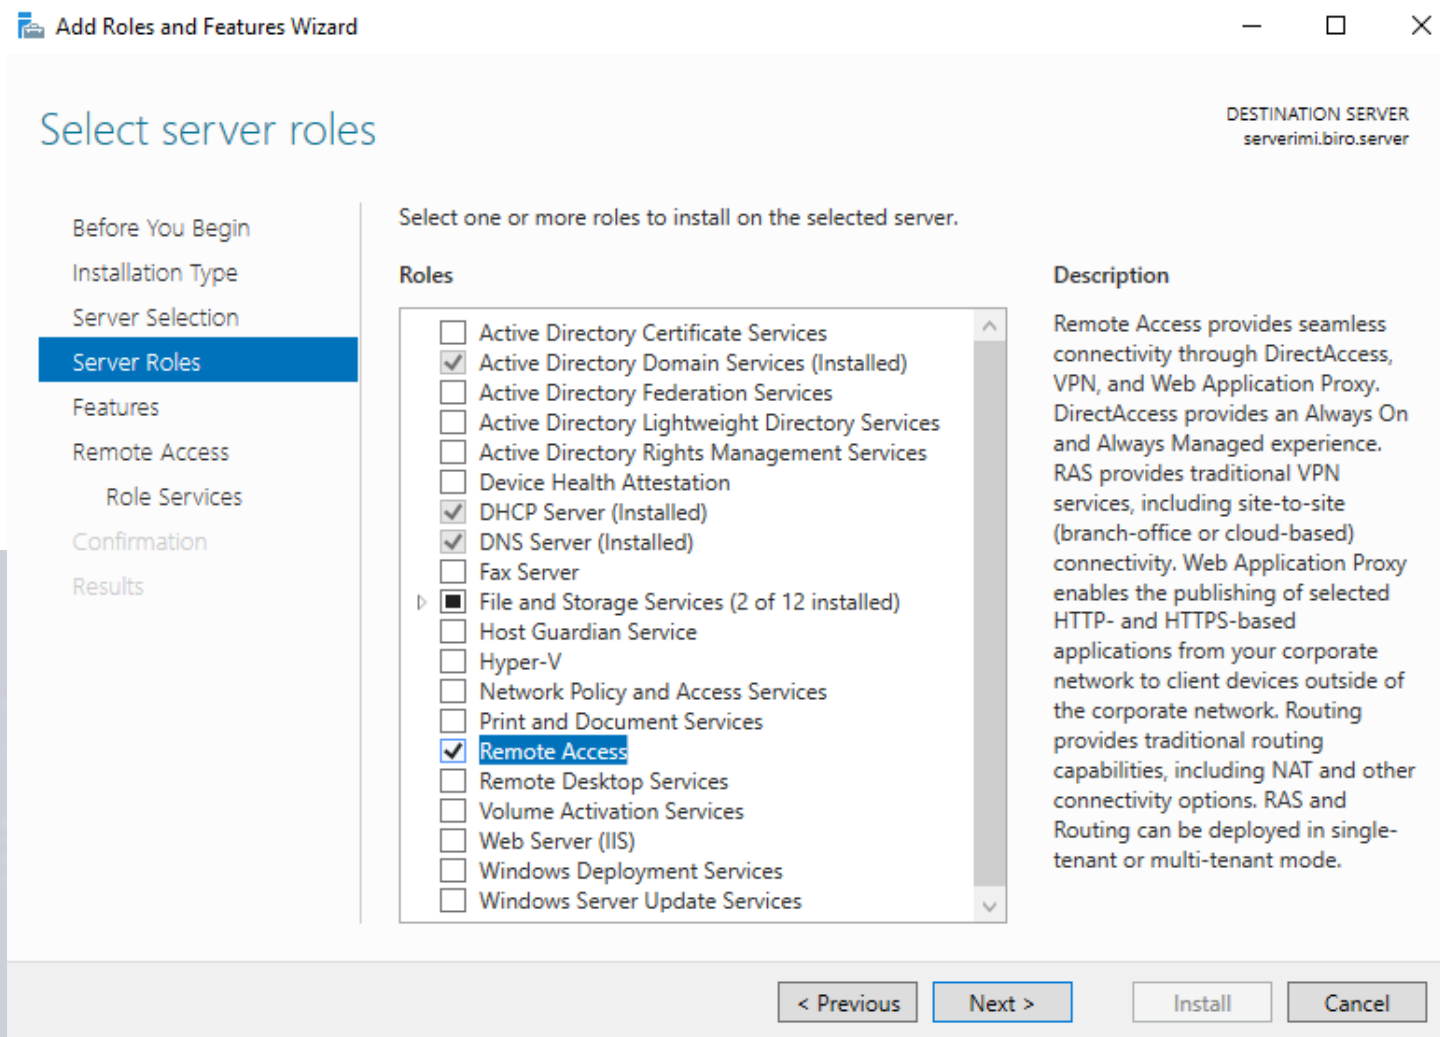 Add Roles and Features Wizard
Select server roles
DESTINATION SERVER
serverimi.biro.server
Before You Begin
Installation Type
Server Selection
Server Roles
Features
Remote Access
Role Services
Confirmation
Results
Select one or more roles to install on the selected server.
Roles
Active Directory Certificate Services
Active Directory Domain Services (Installed)
Active Directory Federation Services
Active Directory Lightweight Directory Services
Active Directory Rights Management Services
Device Health Attestation
DHCP Server (Installed)
DNS Server (Installed)
Fax Server
File and Storage Services (2 of 12 installed)
Host Guardian Service
Hyper-V
Network Policy and Access Services
Print and Document Services
Remote Access
Remote Desktop Services
Volume Activation Services
Web Server (IIS)
Windows Deployment Services
Windows Server Update Services
Description
Remote Access provides seamless
connectivity through DirectAccess,
VPN, and Web Application Proxy.
DirectAccess provides an Always On
and Always Managed experience.
RAS provides traditional VPN
services, including site-to-site
(branch-office or cloud-based)
connectivity. Web Application Proxy
enables the publishing of selected
HTTP- and HTTPS-based
applications from your corporate
network to client devices outside of
the corporate network. Routing
provides traditional routing
capabilities, including NAT and other
connectivity options. RAS and
Routing can be deployed in single-
tenant or multi-tenant mode.
< Previous
Next >
Install
Cancel